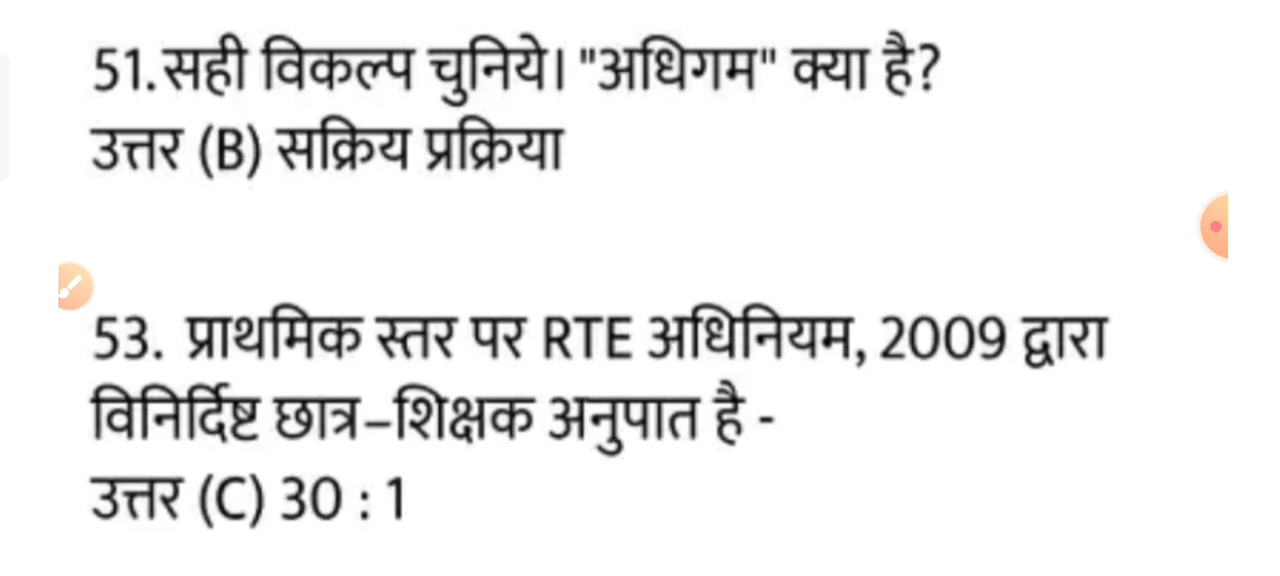 51.सही विकल्प चुनिये। "अधिगम" क्या है?
उत्तर (B) सक्रिय प्रक्रिया
53. प्राथमिक स्तर पर RTE अधिनियम, 2009 द्वारा
विनिर्दिष्ट छात्र–शिक्षक अनुपात है -
उत्तर (C) 30 : 1